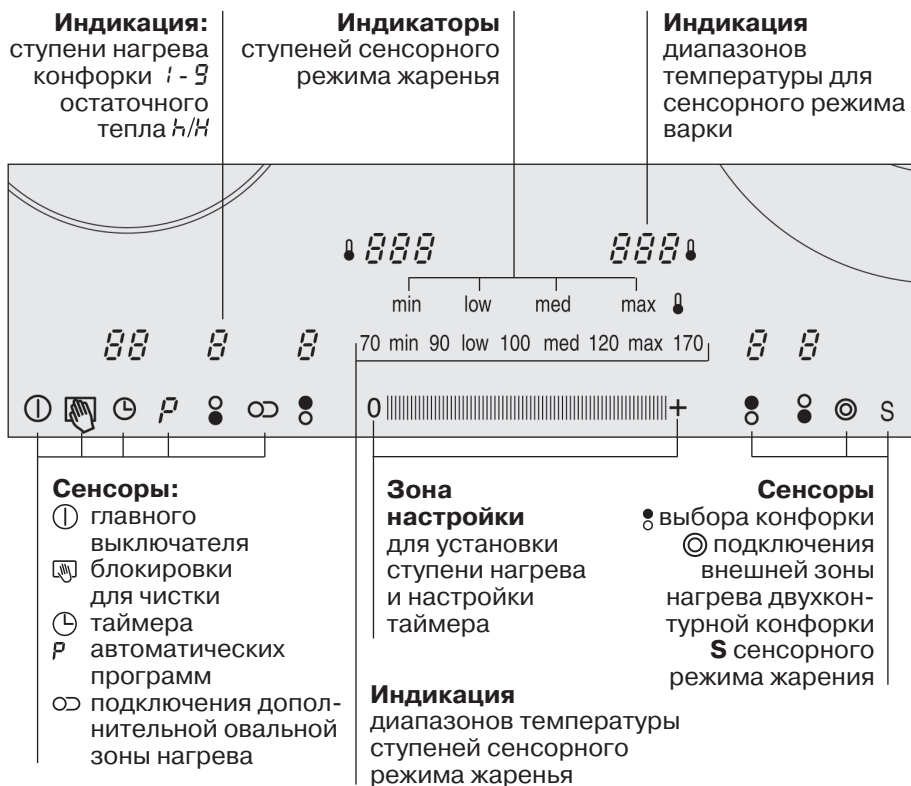 Индикация:
ступени нагрева
конфорки 1 - 9
остаточного
тепла h/H
Индикаторы
ступеней сенсорного
режима жаренья
Индикация
диапазонов
температуры для
сенсорного режима
варки
888
888
min low med max
88 8 8
70 min 90 low 100 med 120 max 170
8 8
P
0
+
S
Сенсоры:
главного
выключателя
блокировки
для чистки
таймера
P автоматических
программ
подключения допол-
нительной овальной
зоны нагрева
Зона
настройки
для установки
ступени нагрева
и настройки
таймера
Индикация
диапазонов температуры
ступеней сенсорного
режима жаренья
Сенсоры
выбора конфорки
подключения
внешней зоны
нагрева двухкон-
турной конфорки
S сенсорного
режима жарения